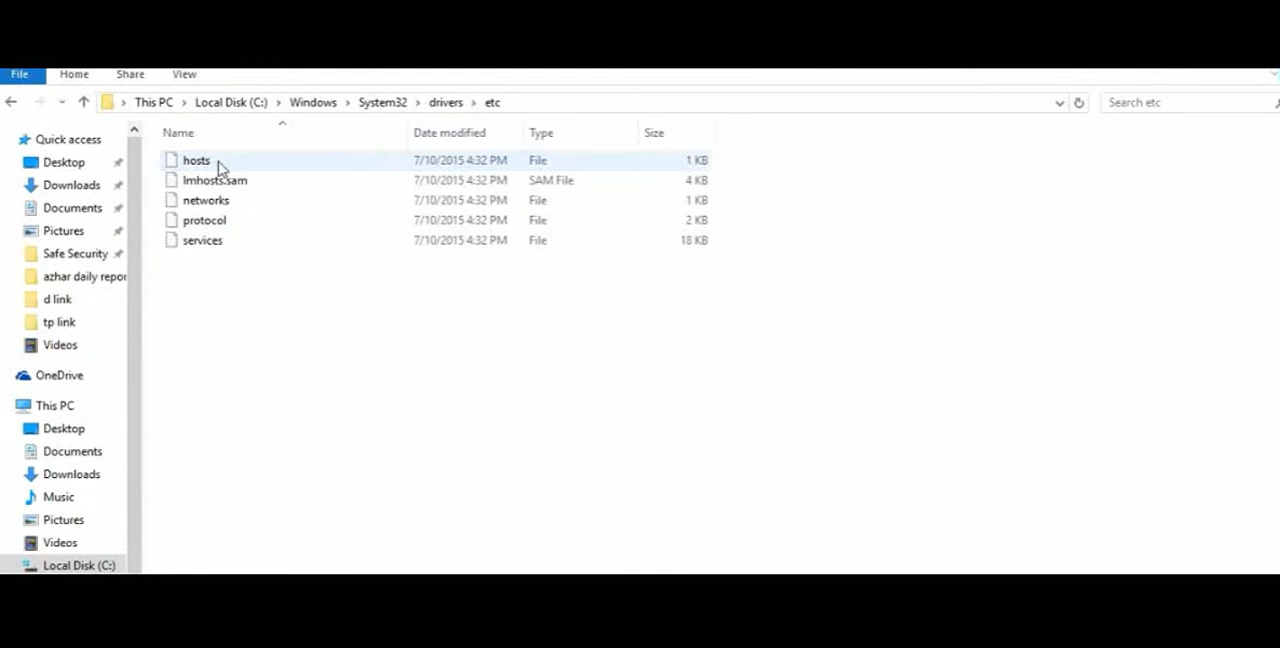 File Home Share View
This PC Local Disk (C:) Windows System32 drivers etc Search etc
Name Date modified Type Size
hosts 7/10/2015 4:32 PM File 1 KB
lmhosts.sam 7/10/2015 4:32 PM SAM File 4 KB
networks 7/10/2015 4:32 PM File 1 KB
protocol 7/10/2015 4:32 PM File 2 KB
services 7/10/2015 4:32 PM File 18 KB
Quick access
Desktop
Downloads
Documents
Pictures
Safe Security
azhar daily repor
d link
tp link
Videos
OneDrive
This PC
Desktop
Documents
Downloads
Music
Pictures
Videos
Local Disk (C:)